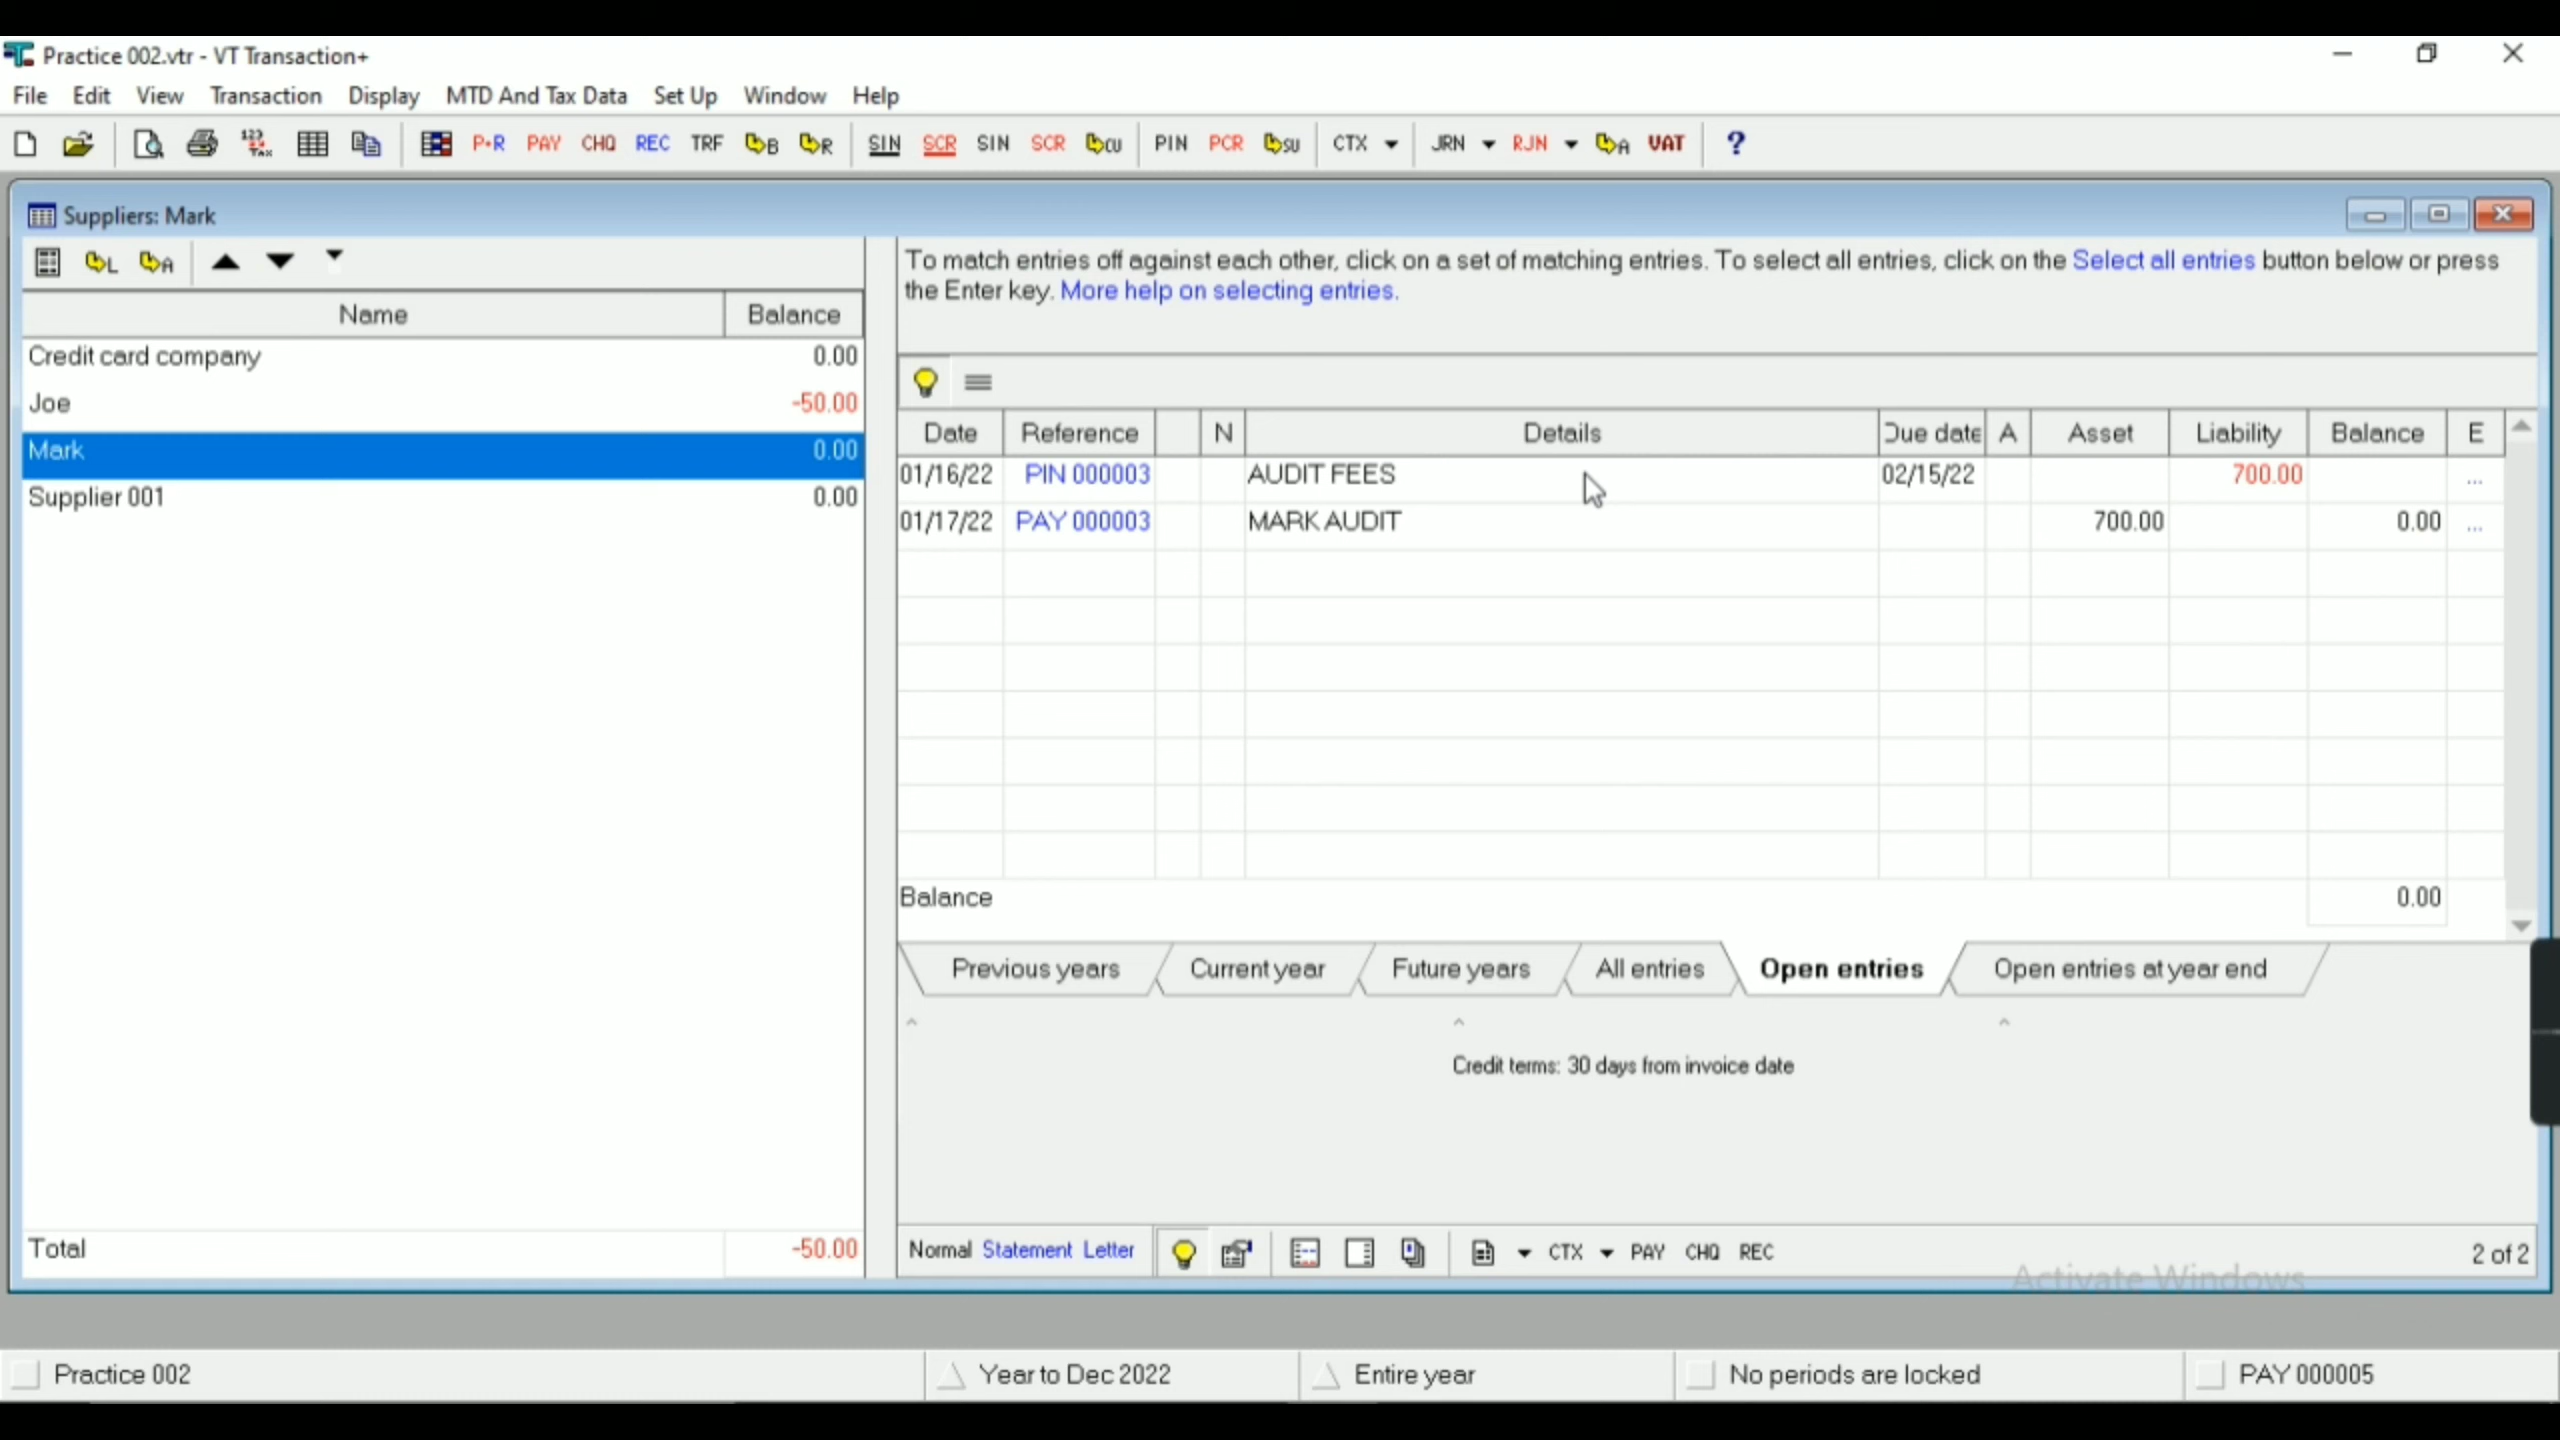 Practice 002.vtr - VT Transaction+
File Edit View Transaction Display MTD And Tax Data Set Up Window Help
123 TAX P+R PAY CHQ REC TRF B R SIN SCR SIN SCR CU PIN PCR SU CTX JRN RJN A VAT ?
Suppliers: Mark
L A
Name Balance
Credit card company 0.00
Joe -50.00
Mark 0.00
Supplier 001 0.00
Total -50.00
To match entries off against each other, click on a set of matching entries. To select all entries, click on the Select all entries button below or press
the Enter key. More help on selecting entries.
Date Reference N Details Due date A Asset Liability Balance E
01/16/22 PIN 000003 AUDIT FEES 02/15/22 700.00 ...
01/17/22 PAY 000003 MARK AUDIT 700.00 0.00 ...
Balance 0.00
Previous years Current year Future years All entries Open entries Open entries at year end
Credit terms: 30 days from invoice date
Normal Statement Letter CTX PAY CHQ REC 2 of 2
Activate Windows
Practice 002 Year to Dec 2022 Entire year No periods are locked PAY 000005